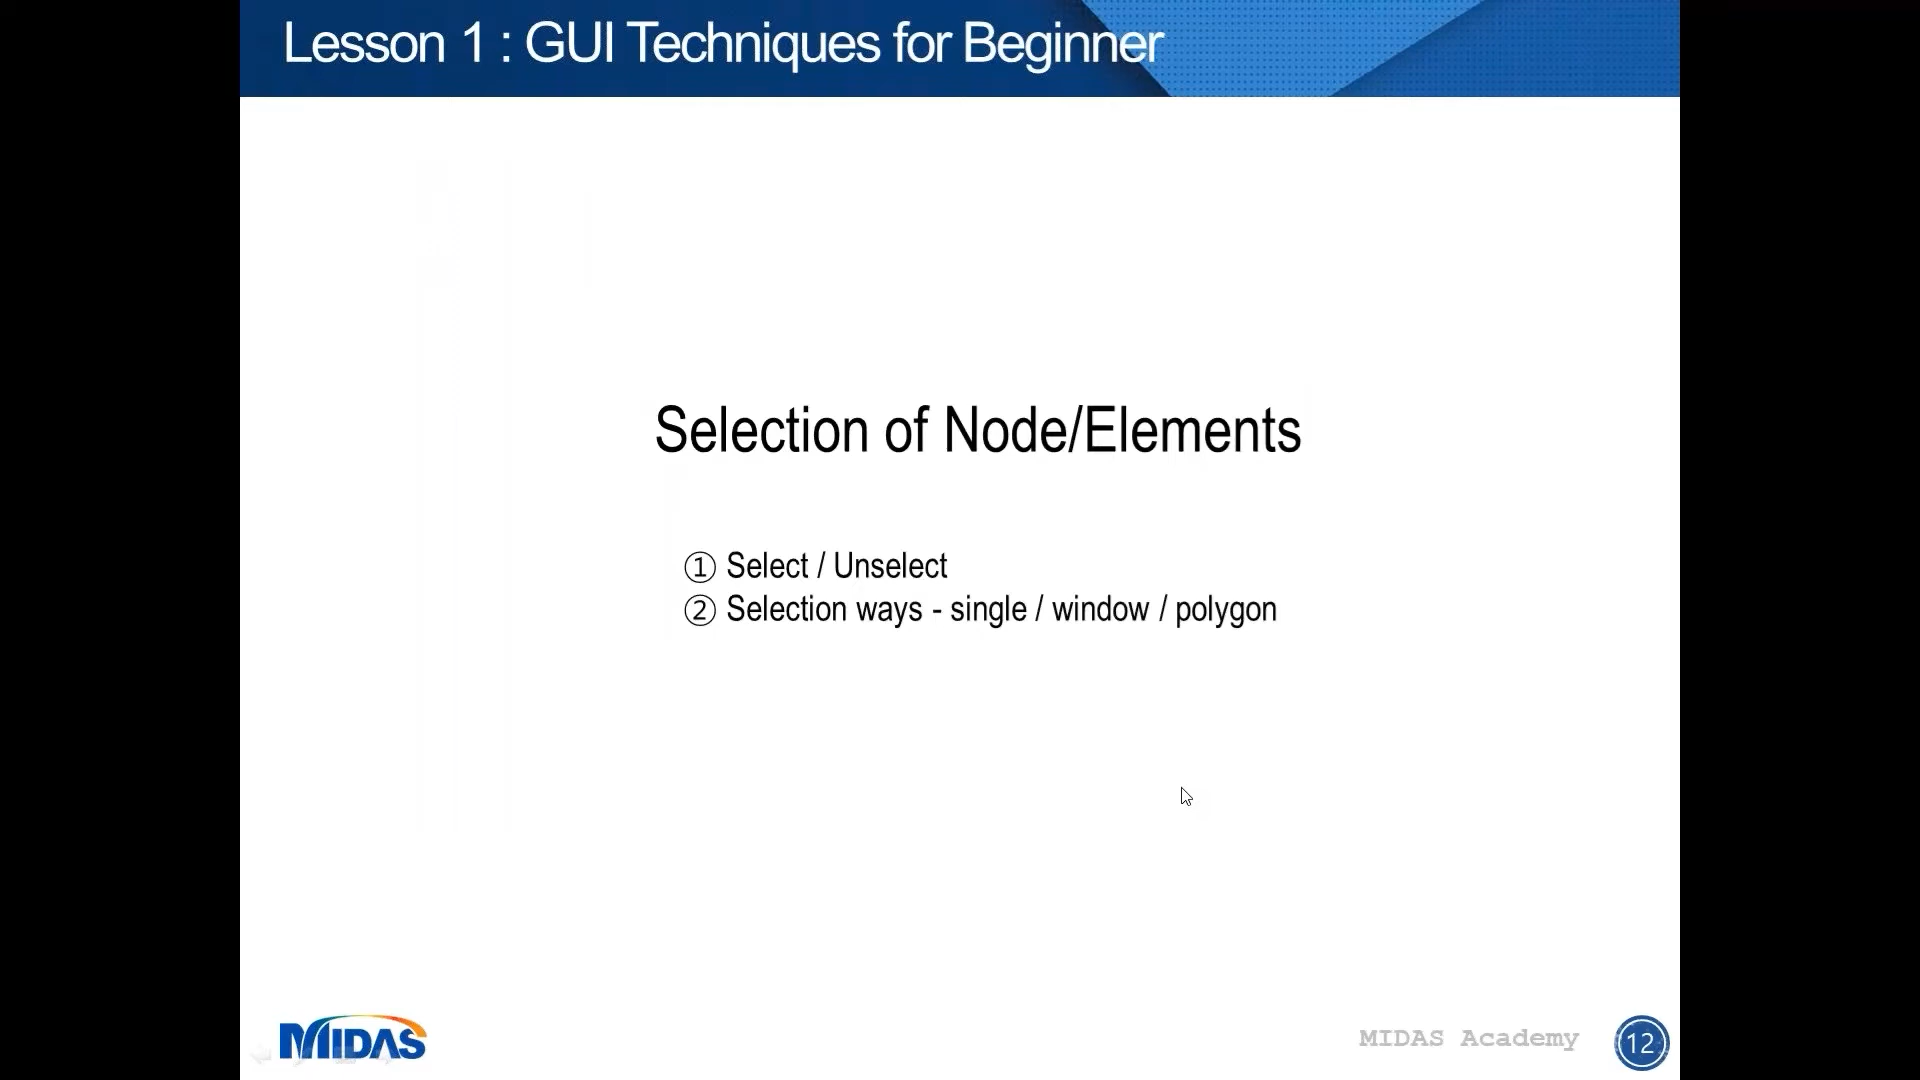 Lesson 1 : GUI Techniques for Beginner
Selection of Node/Elements
① Select / Unselect
② Selection ways - single / window / polygon
MIDAS
MIDAS Academy
12